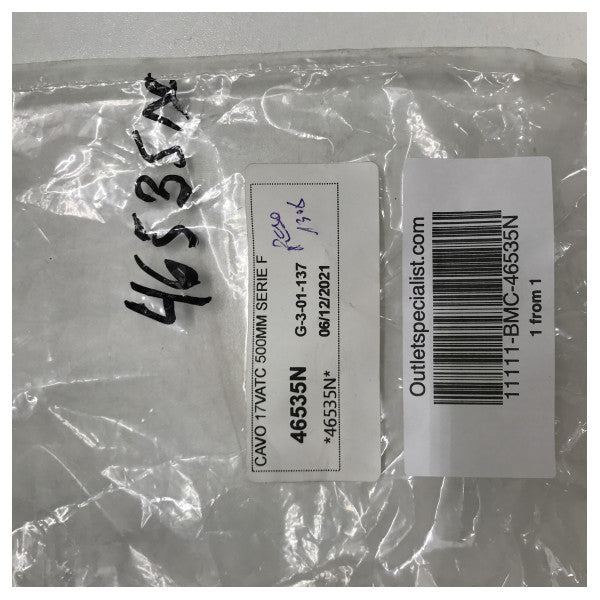 46535N
CAVO 17VATC 500MM SERIE F
peso
46535N
G-3-01-137
*46535N*
06/12/2021
Outletspecialist.com
11111-BMC-46535N
1 from 1